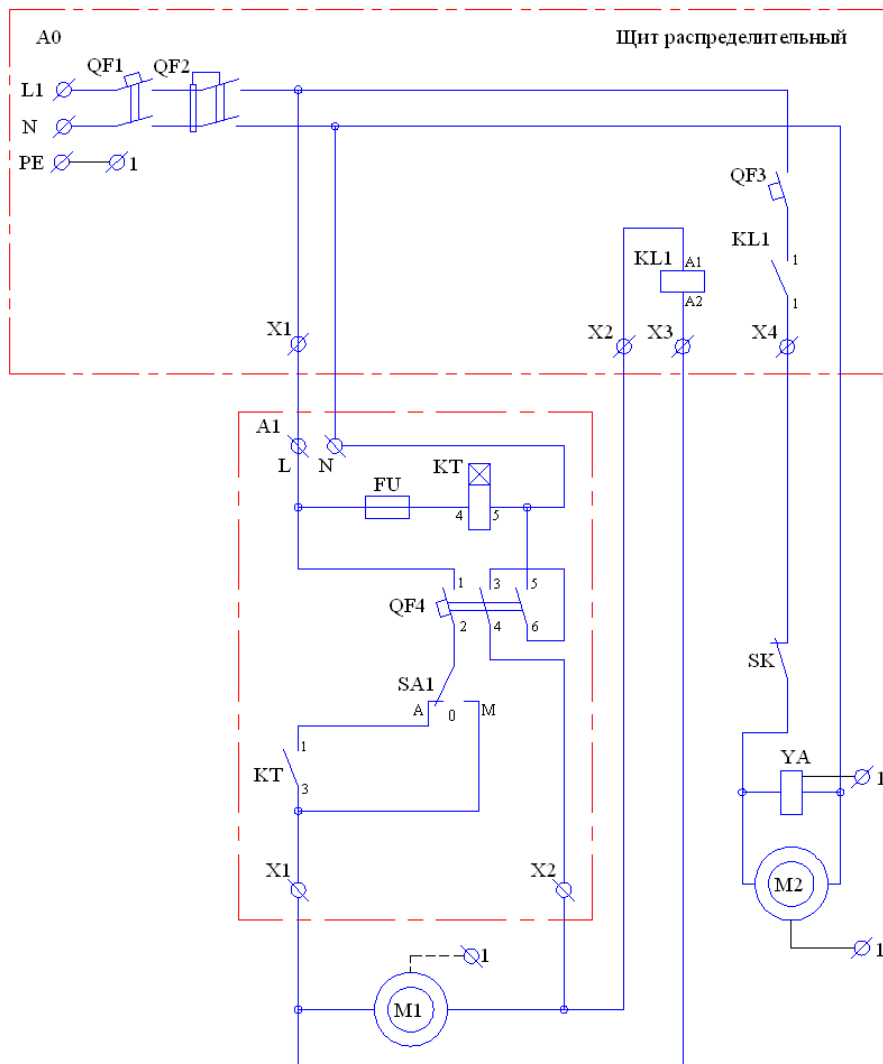 A0
Щит распределительный
QF1 QF2
L1
N
PE 1
QF3
KL1
KL1
A1
1
A2
1
X1
X2 X3 X4
A1
L N KT
FU
4 5
1 3 5
QF4
2 4 6
SK
SA1
A 0 M
1
KT
3
YA
1
X1 X2
M2
1
1
M1